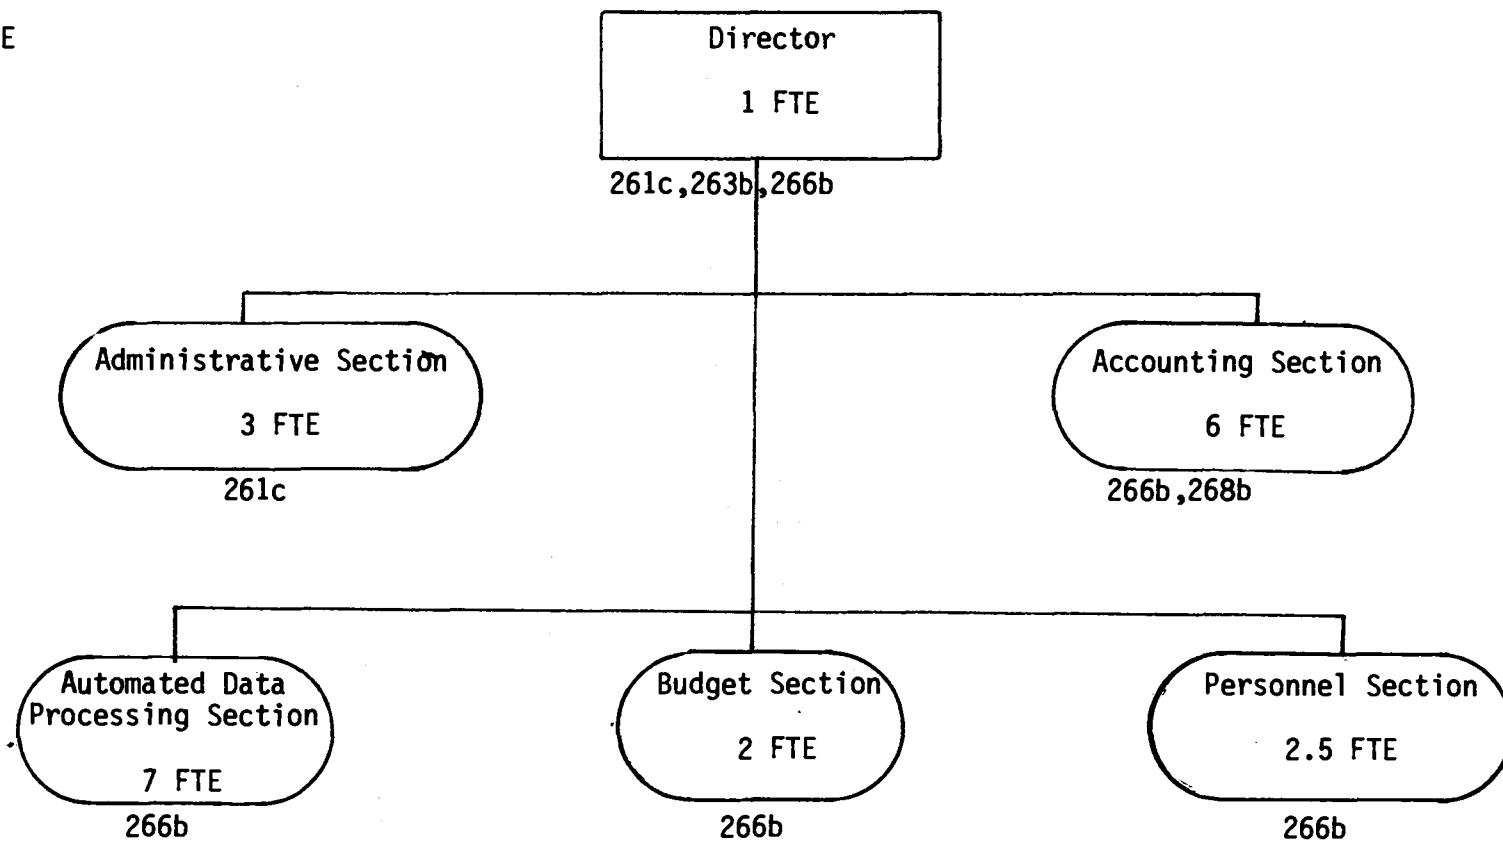 E
Director
1 FTE
261c,263b,266b
Administrative Section
3 FTE
261c
Accounting Section
6 FTE
266b,268b
Automated Data
Processing Section
7 FTE
266b
Budget Section
2 FTE
266b
Personnel Section
2.5 FTE
266b